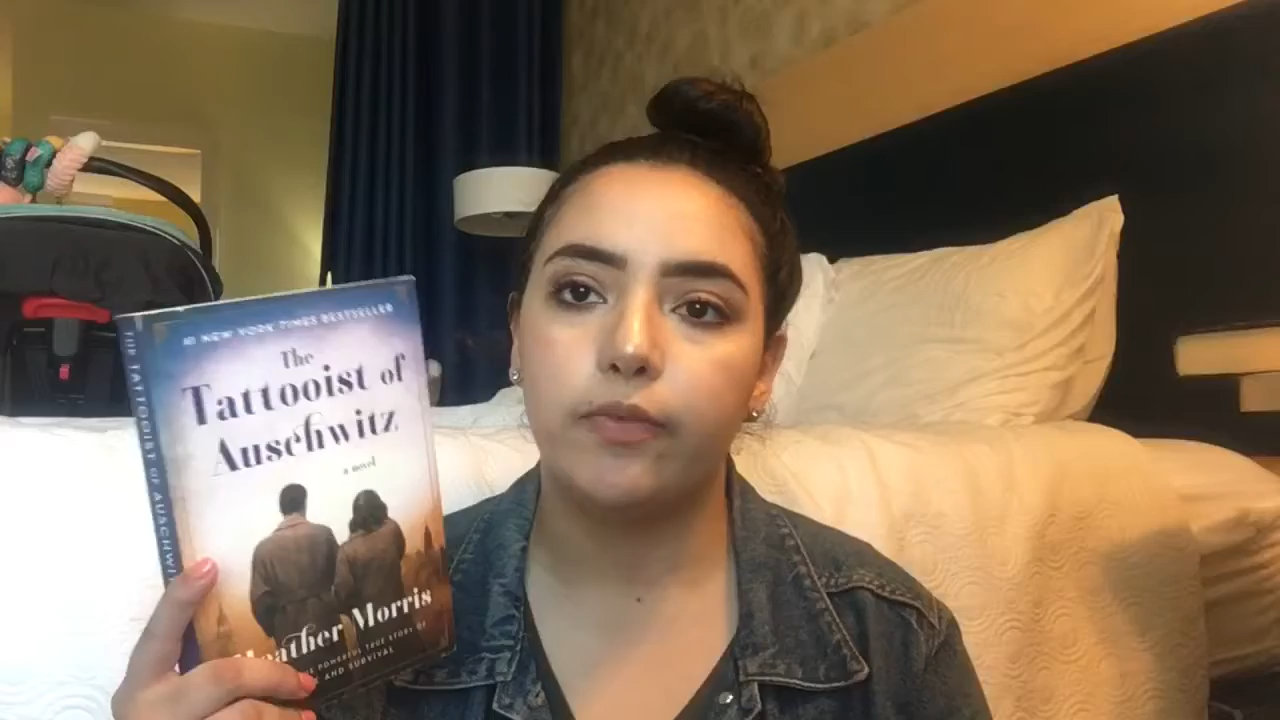 #1 NEW YORK TIMES BESTSELLER
The
Tattooist of
Auschwitz
a novel
Heather Morris
POWERFUL TRUE STORY OF
AND SURVIVAL
THE TATTOOIST OF AUSCHWI